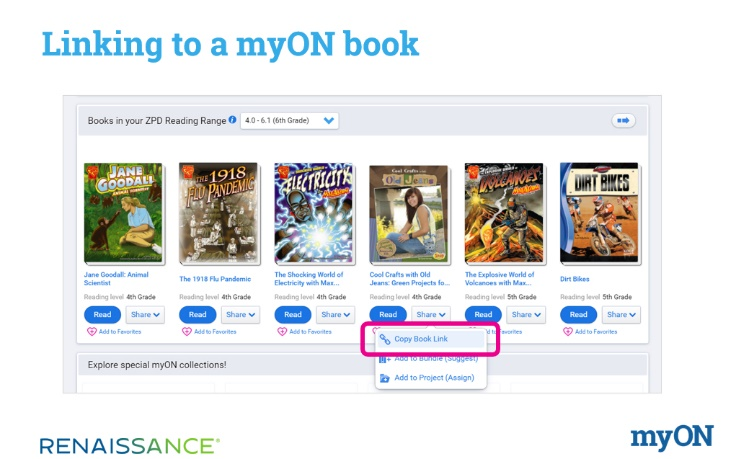 Linking to a myON book
Books in your ZPD Reading Range
4.0 - 6.1 (6th Grade)
JANE
GOODALL
ANIMAL SCIENTIST
THE 1918
FLU PANDEMIC
ELECTRICITY
Cool Crafts with
Old Jeans
VOLCANOES
DIRT BIKES
Jane Goodall: Animal
Scientist
The 1918 Flu Pandemic
The Shocking World of
Electricity with Max...
Cool Crafts with Old
Jeans: Green Projects fo...
The Explosive World of
Volcanoes with Max...
Dirt Bikes
Reading level 4th Grade
Reading level 4th Grade
Reading level 4th Grade
Reading level 4th Grade
Reading level 5th Grade
Reading level 5th Grade
Read Share
Read Share
Read Share
Read Share
Read Share
Read Share
Add to Favorites
Add to Favorites
Add to Favorites
Add to Favorites
Copy Book Link
Add to Bundle (Suggest)
Add to Project (Assign)
Explore special myON collections!
RENAISSANCE®
myON